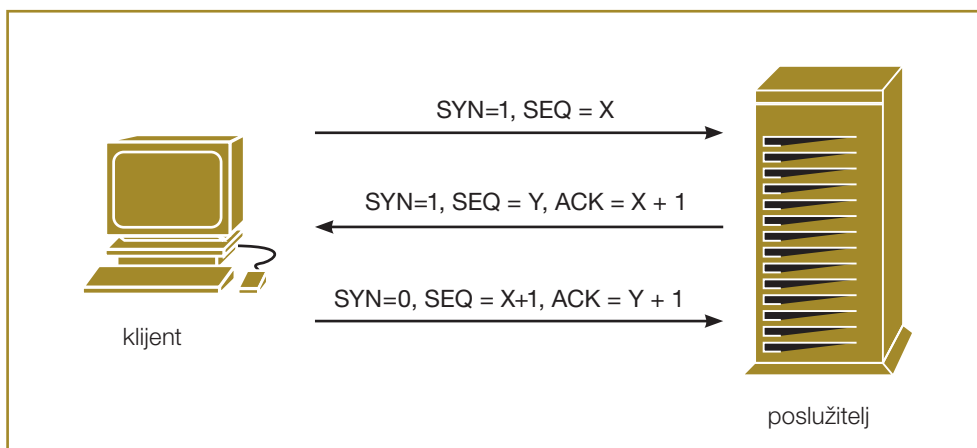 SYN=1, SEQ = X
SYN=1, SEQ = Y, ACK = X + 1
SYN=0, SEQ = X+1, ACK = Y + 1
klijent
poslužitelj